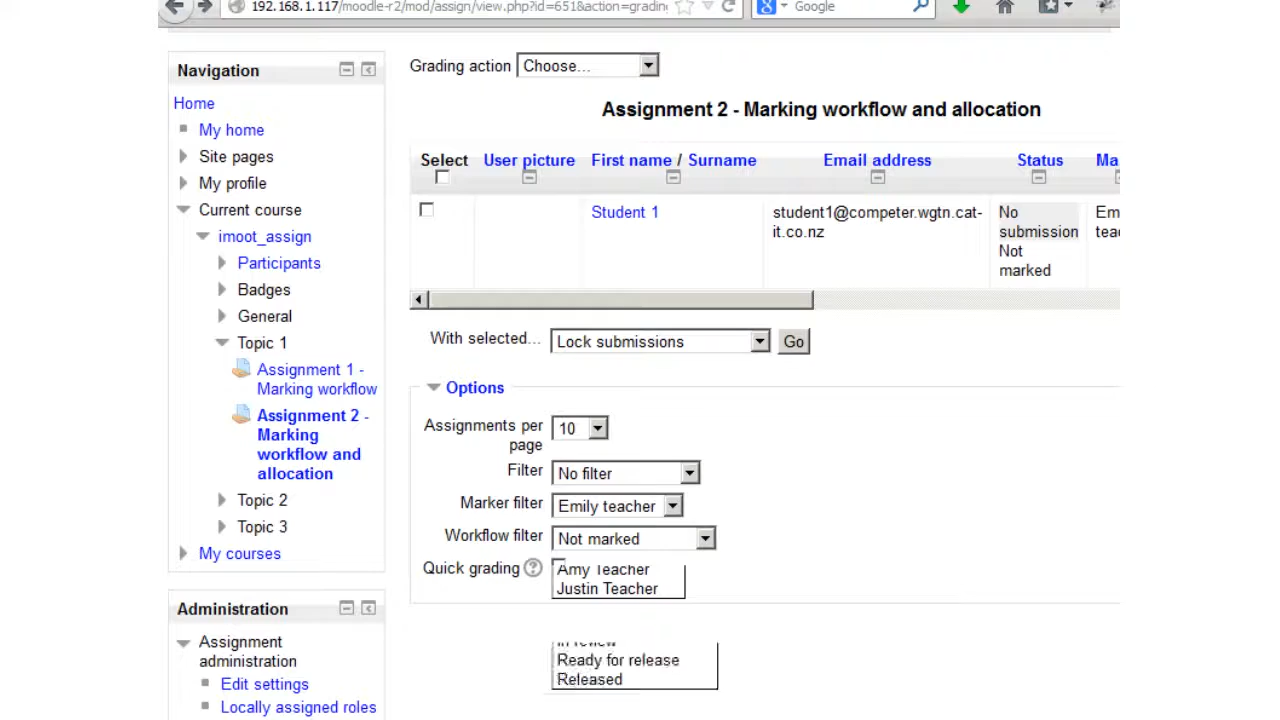 192.168.1.117/moodle-r2/mod/assign/view.php?id=651&action=grading
Google
Navigation
Home
My home
Site pages
My profile
Current course
imoot_assign
Participants
Badges
General
Topic 1
Assignment 1 -
Marking workflow
Assignment 2 -
Marking
workflow and
allocation
Topic 2
Topic 3
My courses
Administration
Assignment
administration
Edit settings
Locally assigned roles
Grading action Choose...
Assignment 2 - Marking workflow and allocation
Select User picture First name / Surname Email address Status Ma
Student 1 student1@competer.wgtn.cat-
it.co.nz
No
submission
Not
marked
Em
teac
With selected... Lock submissions Go
Options
Assignments per
page
10
Filter No filter
Marker filter Emily teacher
Workflow filter Not marked
Quick grading
Amy Teacher
Justin Teacher
In review
Ready for release
Released